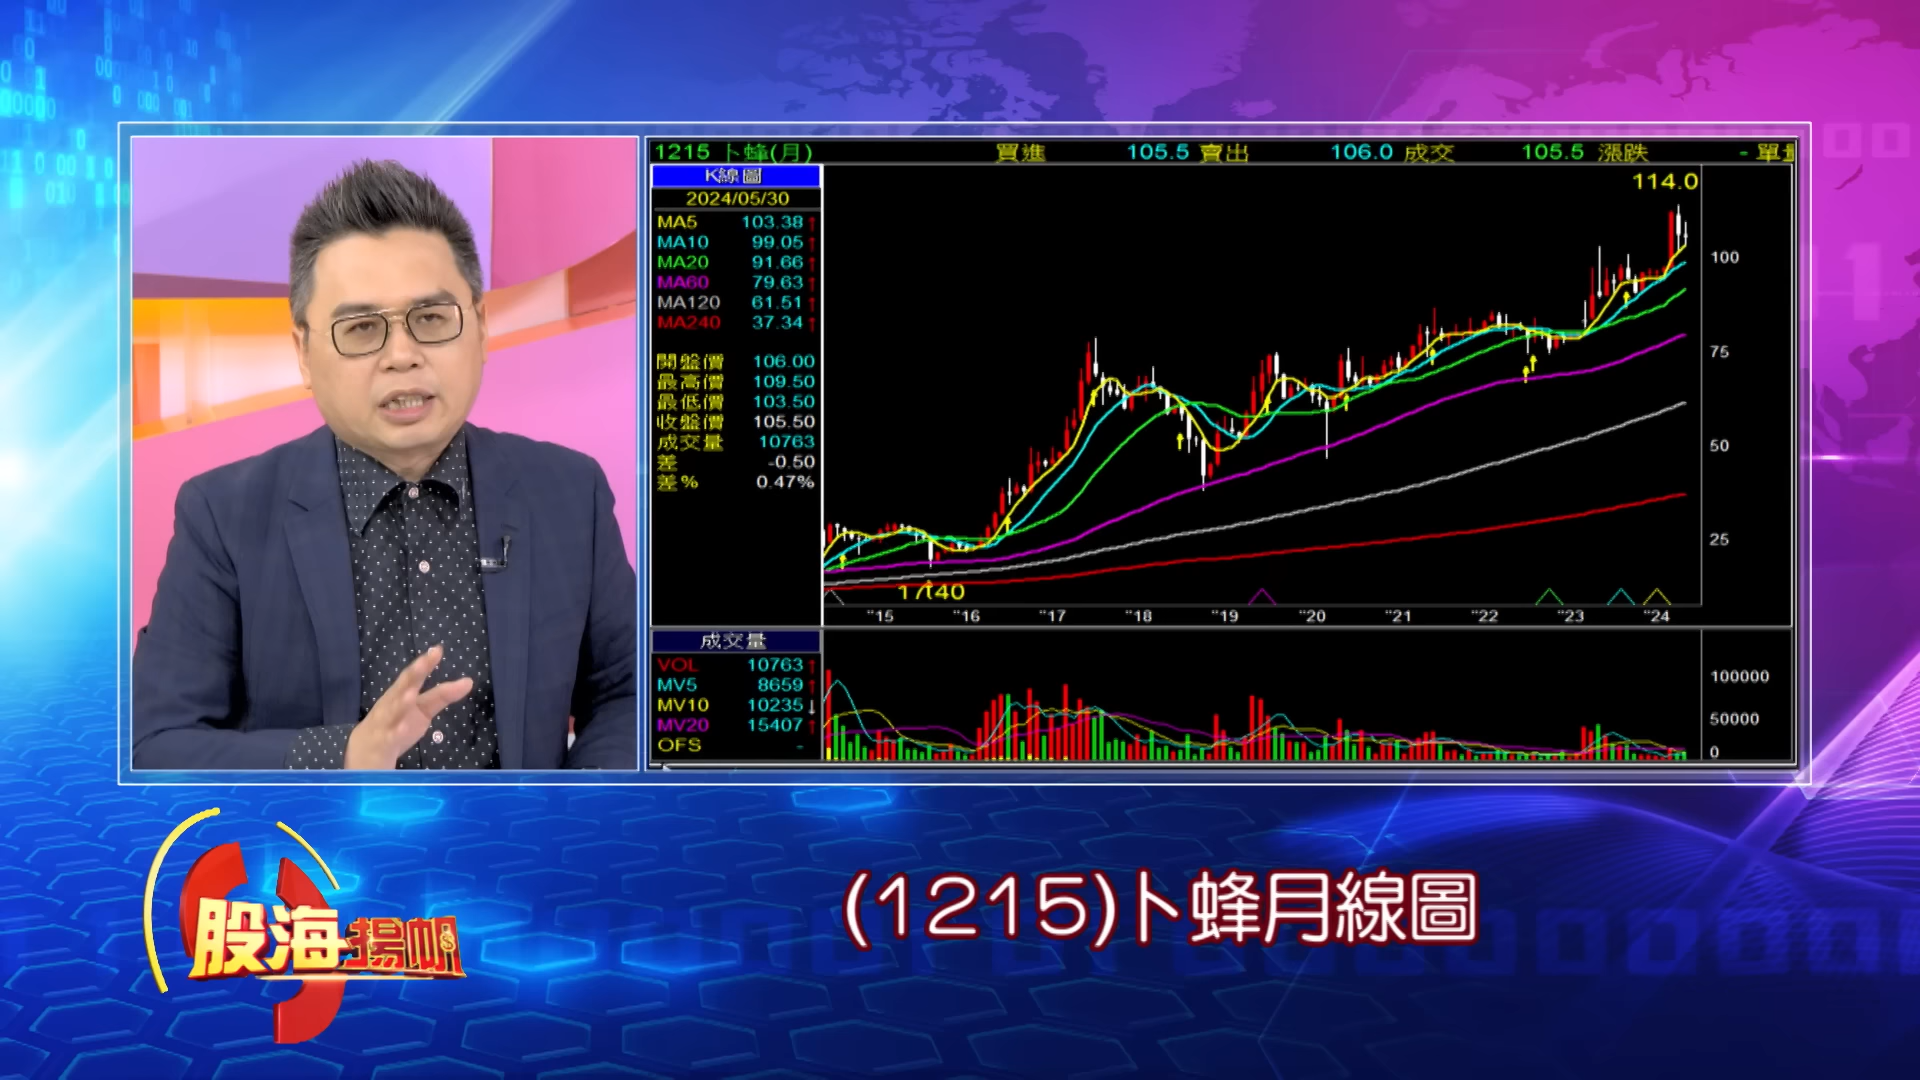 1215 卜蜂(月) 買進 105.5 賣出 106.0 成交 105.5 漲跌 - 單
K線圖
2024/05/30
MA5 103.38↑
MA10 99.05↑
MA20 91.66↑
MA60 79.63↑
MA120 61.51↑
MA240 37.34↑
開盤價 106.00
最高價 109.50
最低價 103.50
收盤價 105.50
成交量 10763
差 -0.50
差% 0.47%
114.0
100
75
50
25
17.40
"15 "16 "17 "18 "19 "20 "21 "22 "23 "24
成交量
VOL 10763↑
MV5 8659↑
MV10 10235↓
MV20 15407↑
OFS -
100000
50000
0
股海揚帆
(1215)卜蜂月線圖